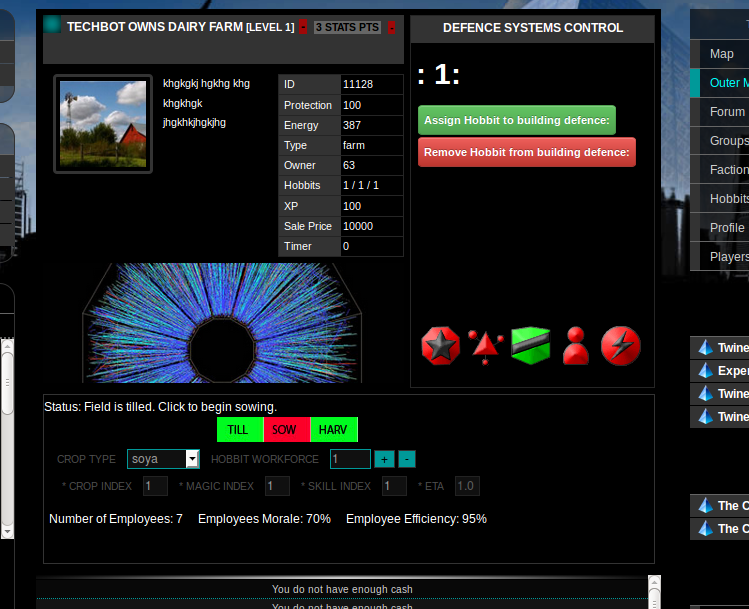 TECHBOT OWNS DAIRY FARM [LEVEL 1] - 3 STATS PTS -
khgkgkj hgkhg khg
khgkhgk
jhgkhkjhgkjhg
ID 11128
Protection 100
Energy 387
Type farm
Owner 63
Hobbits 1 / 1 / 1
XP 100
Sale Price 10000
Timer 0
DEFENCE SYSTEMS CONTROL
: 1:
Assign Hobbit to building defence:
Remove Hobbit from building defence:
Status: Field is tilled. Click to begin sowing.
TILL SOW HARV
CROP TYPE soya HOBBIT WORKFORCE 1 + -
* CROP INDEX 1 * MAGIC INDEX 1 * SKILL INDEX 1 * ETA 1.0
Number of Employees: 7 Employees Morale: 70% Employee Efficiency: 95%
You do not have enough cash
You do not have enough cash
Map
Outer M
Forum
Groups
Faction
Hobbits
Profile
Players
Twine
Exper
Twine
Twine
The C
The C